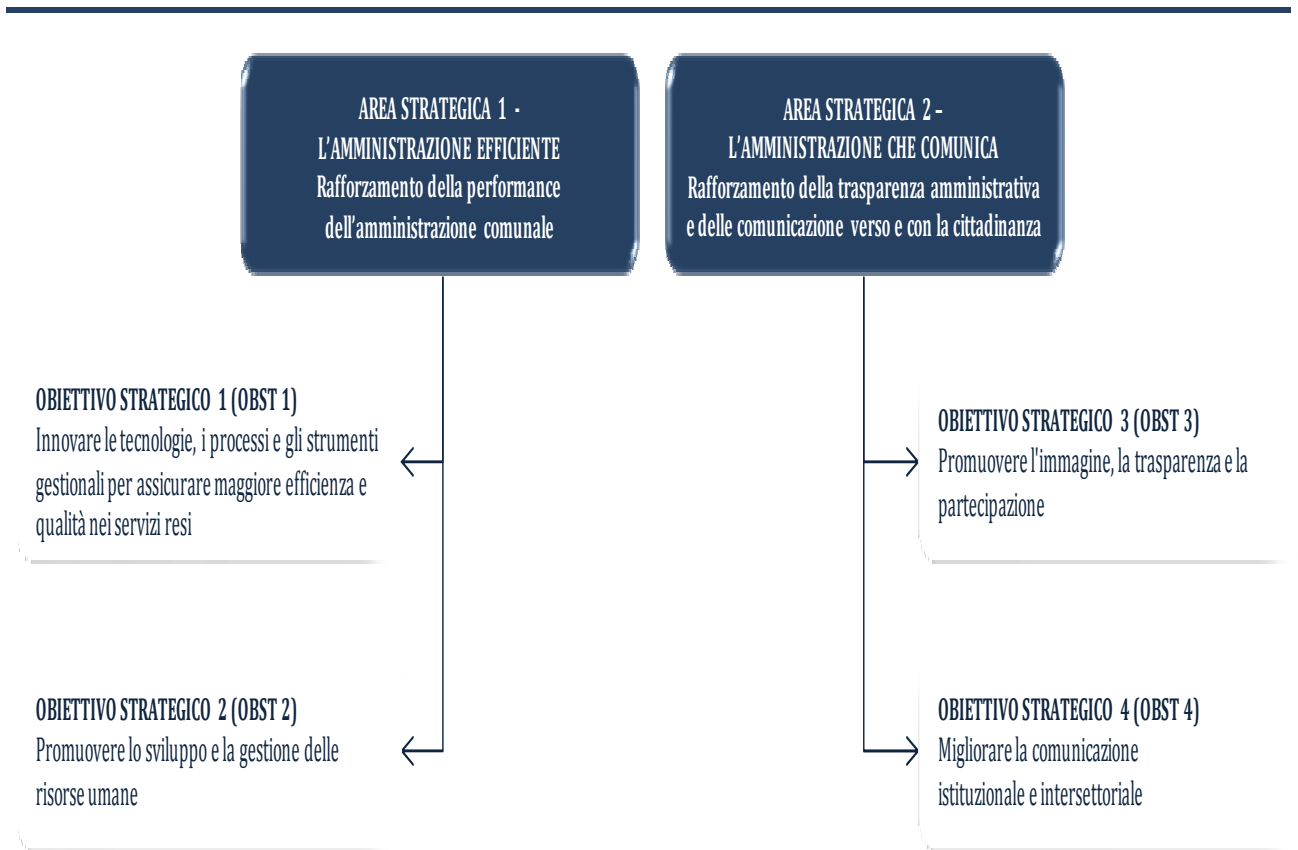 AREA STRATEGICA 1 -
L'AMMINISTRAZIONE EFFICIENTE
Rafforzamento della performance
dell'amministrazione comunale
AREA STRATEGICA 2 –
L'AMMINISTRAZIONE CHE COMUNICA
Rafforzamento della trasparenza amministrativa
e delle comunicazione verso e con la cittadinanza
OBIETTIVO STRATEGICO 1 (OBST 1)
Innovare le tecnologie, i processi e gli strumenti
gestionali per assicurare maggiore efficienza e
qualità nei servizi resi
OBIETTIVO STRATEGICO 3 (OBST 3)
Promuovere l'immagine, la trasparenza e la
partecipazione
OBIETTIVO STRATEGICO 2 (OBST 2)
Promuovere lo sviluppo e la gestione delle
risorse umane
OBIETTIVO STRATEGICO 4 (OBST 4)
Migliorare la comunicazione
istituzionale e intersettoriale